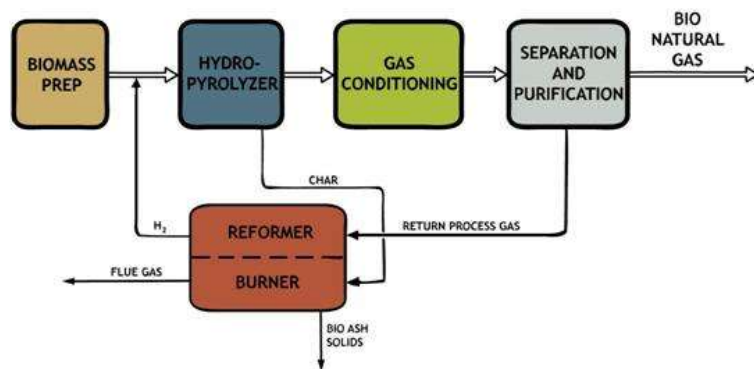 BIOMASS
PREP
HYDRO-
PYROLYZER
GAS
CONDITIONING
SEPARATION
AND
PURIFICATION
BIO
NATURAL
GAS
CHAR
H₂
REFORMER
RETURN PROCESS GAS
FLUE GAS
BURNER
BIO ASH
SOLIDS